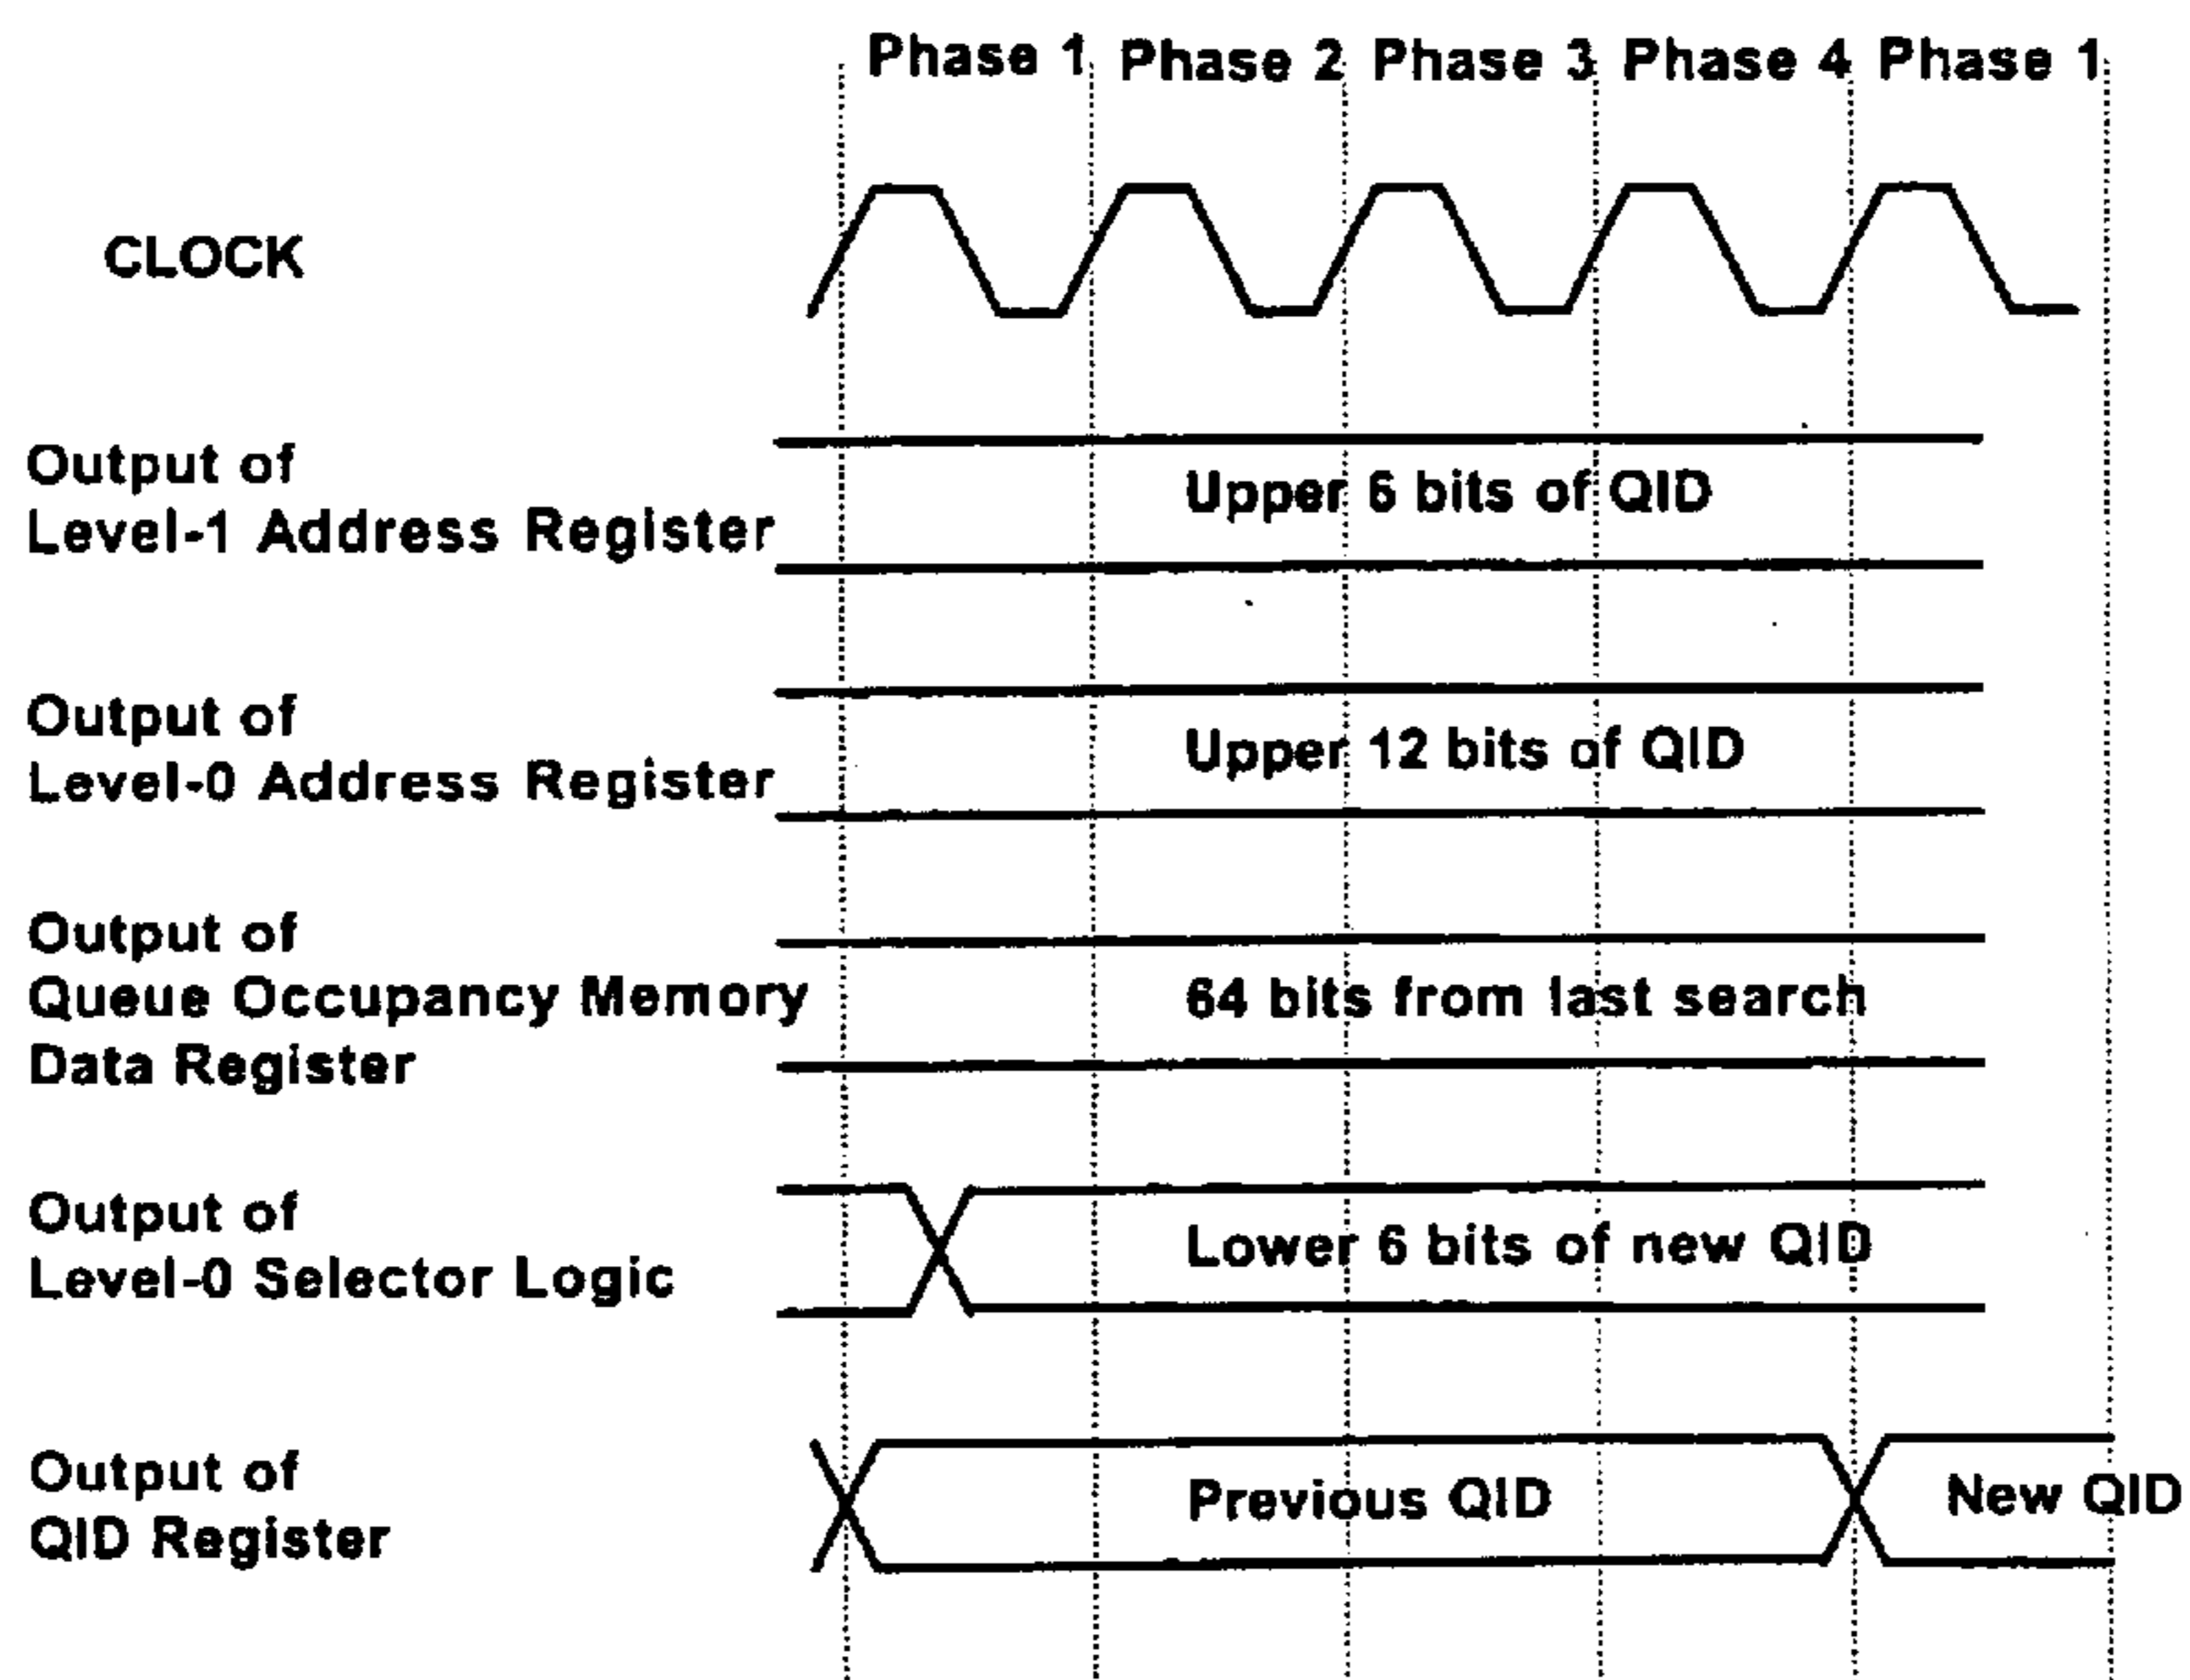 Phase 1 Phase 2 Phase 3 Phase 4 Phase 1
CLOCK
Output of
Level-1 Address Register
Upper 6 bits of QID
Output of
Level-0 Address Register
Upper 12 bits of QID
Output of
Queue Occupancy Memory
Data Register
64 bits from last search
Output of
Level-0 Selector Logic
Lower 6 bits of new QID
Output of
QID Register
Previous QID
New QID